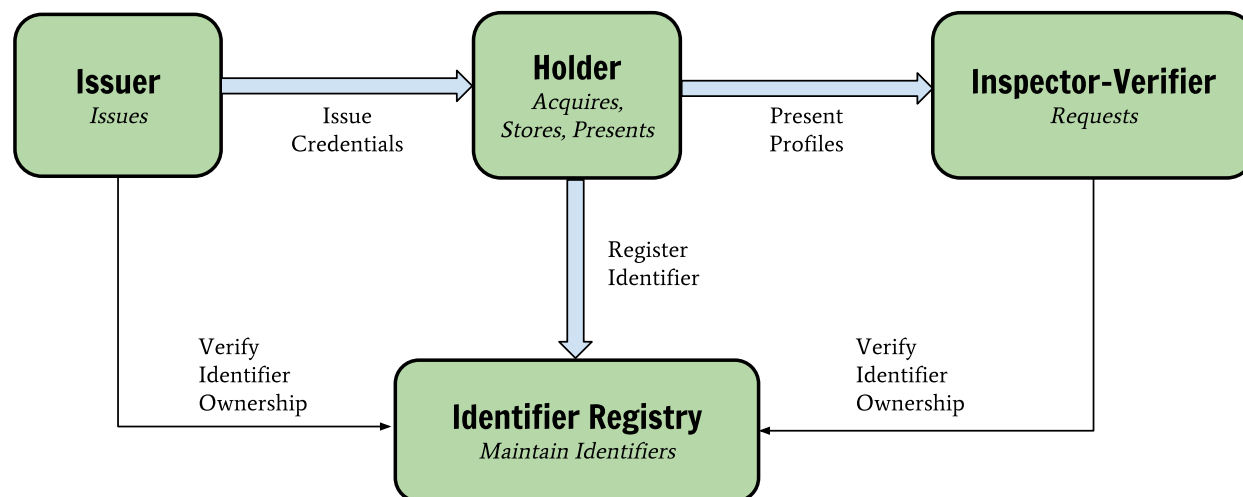 Issuer
Issues
Issue
Credentials
Holder
Acquires,
Stores, Presents
Present
Profiles
Inspector-Verifier
Requests
Register
Identifier
Verify
Identifier
Ownership
Verify
Identifier
Ownership
Identifier Registry
Maintain Identifiers